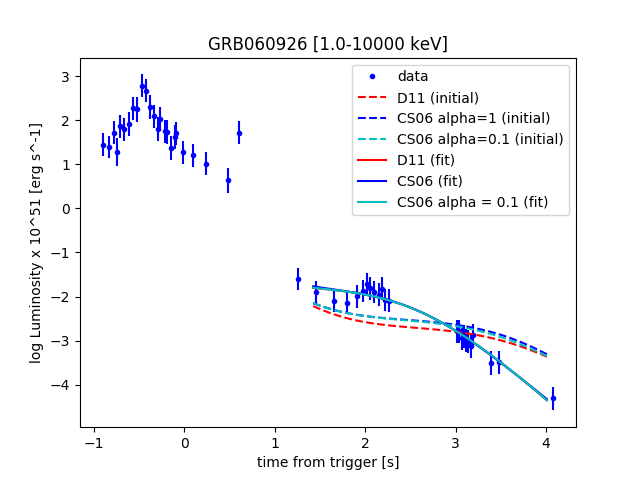 GRB060926 [1.0-10000 keV]
log Luminosity x 10^51 [erg s^-1]
3
2
1
0
−1
−2
−3
−4
data
D11 (initial)
CS06 alpha=1 (initial)
CS06 alpha=0.1 (initial)
D11 (fit)
CS06 (fit)
CS06 alpha = 0.1 (fit)
−1 0 1 2 3 4
time from trigger [s]